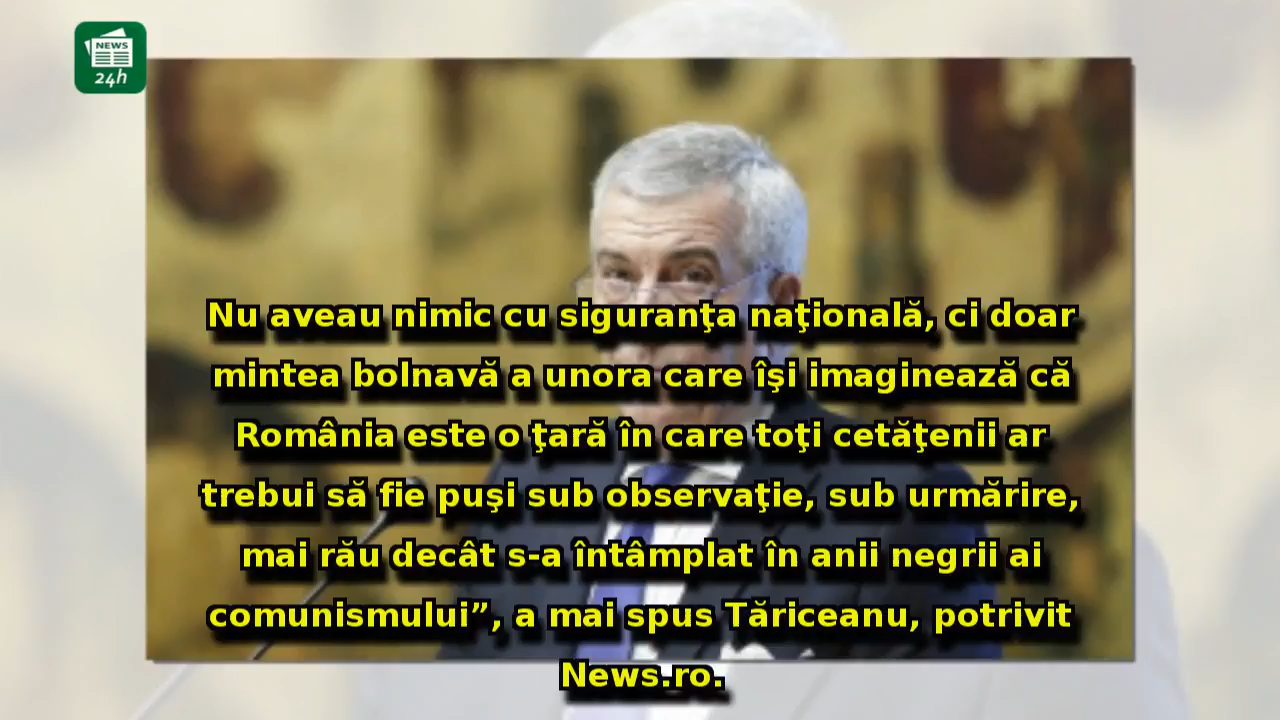 NEWS
24h
Nu aveau nimic cu siguranţa naţională, ci doar
mintea bolnavă a unora care îşi imaginează că
România este o ţară în care toţi cetăţenii ar
trebui să fie puşi sub observaţie, sub urmărire,
mai rău decât s-a întâmplat în anii negrii ai
comunismului”, a mai spus Tăriceanu, potrivit
News.ro.